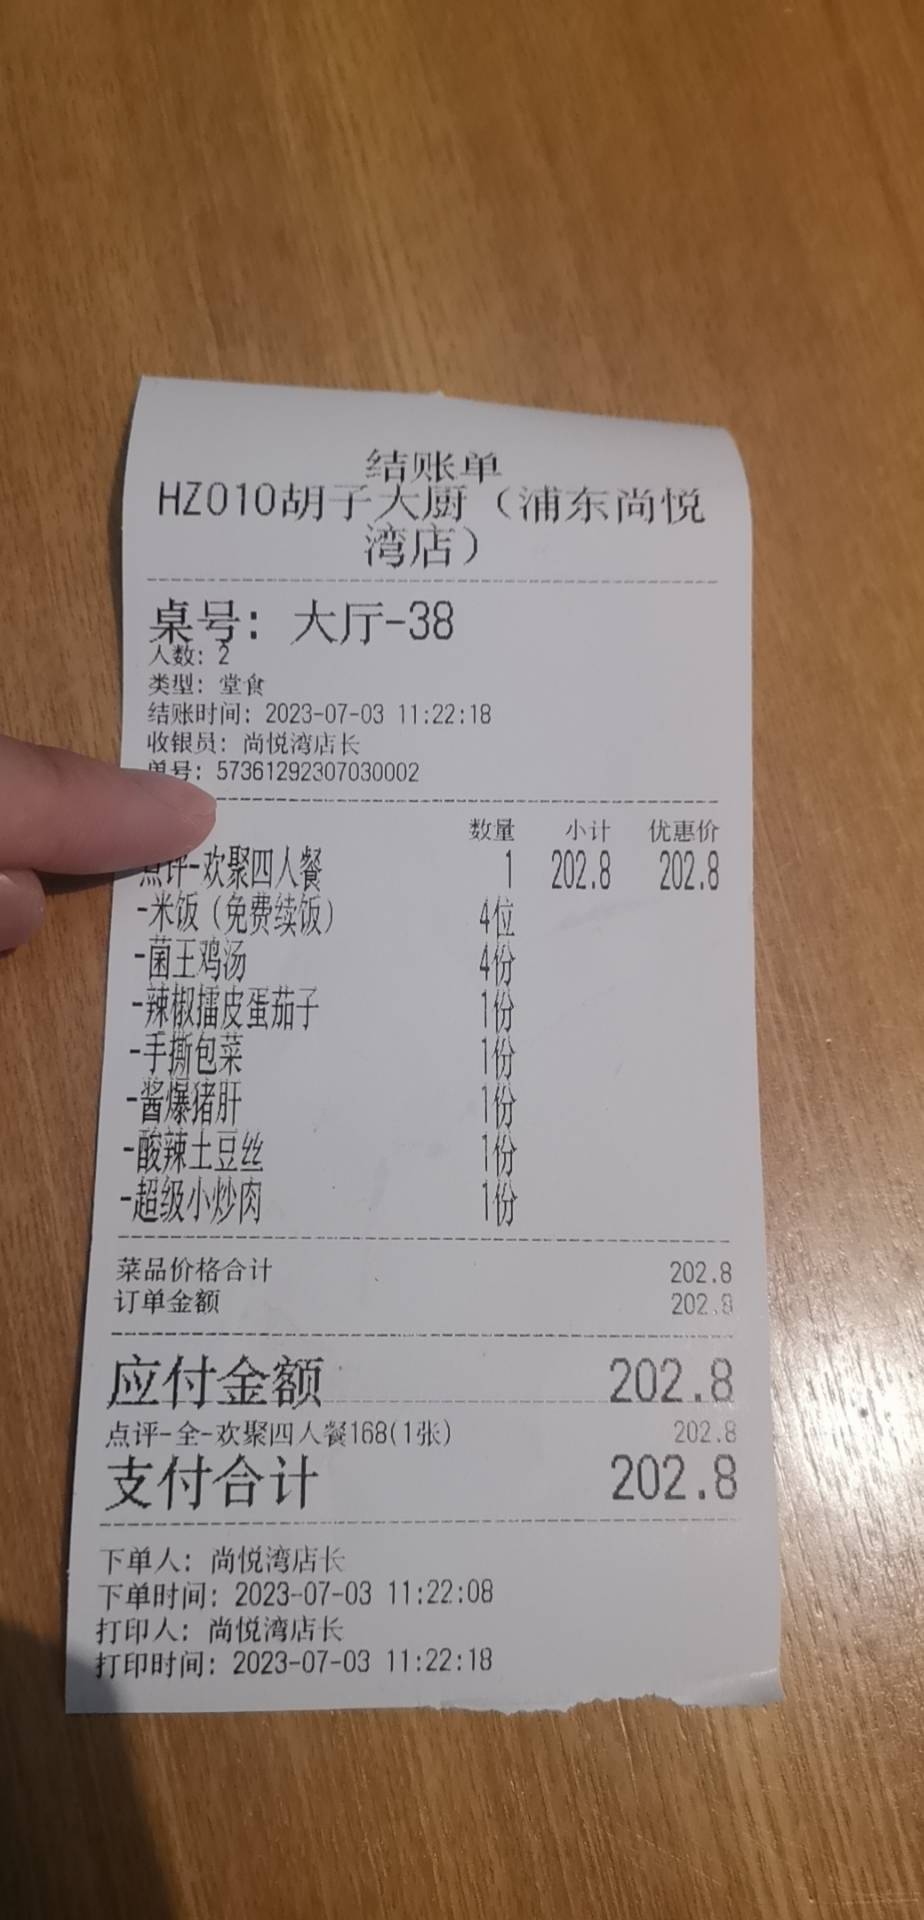 结账单
HZ010胡子大厨（浦东尚悦
湾店）
桌号：大厅-38
人数：2
类型：堂食
结账时间：2023-07-03 11:22:18
收银员：尚悦湾店长
单号：57361292307030002
数量 小计 优惠价
点评-欢聚四人餐 1 202.8 202.8
-米饭（免费续饭） 4位
-菌王鸡汤 4份
-辣椒擂皮蛋茄子 1份
-手撕包菜 1份
-酱爆猪肝 1份
-酸辣土豆丝 1份
-超级小炒肉 1份
菜品价格合计 202.8
订单金额 202.8
应付金额 202.8
点评-全-欢聚四人餐168(1张) 202.8
支付合计 202.8
下单人：尚悦湾店长
下单时间：2023-07-03 11:22:08
打印人：尚悦湾店长
打印时间：2023-07-03 11:22:18